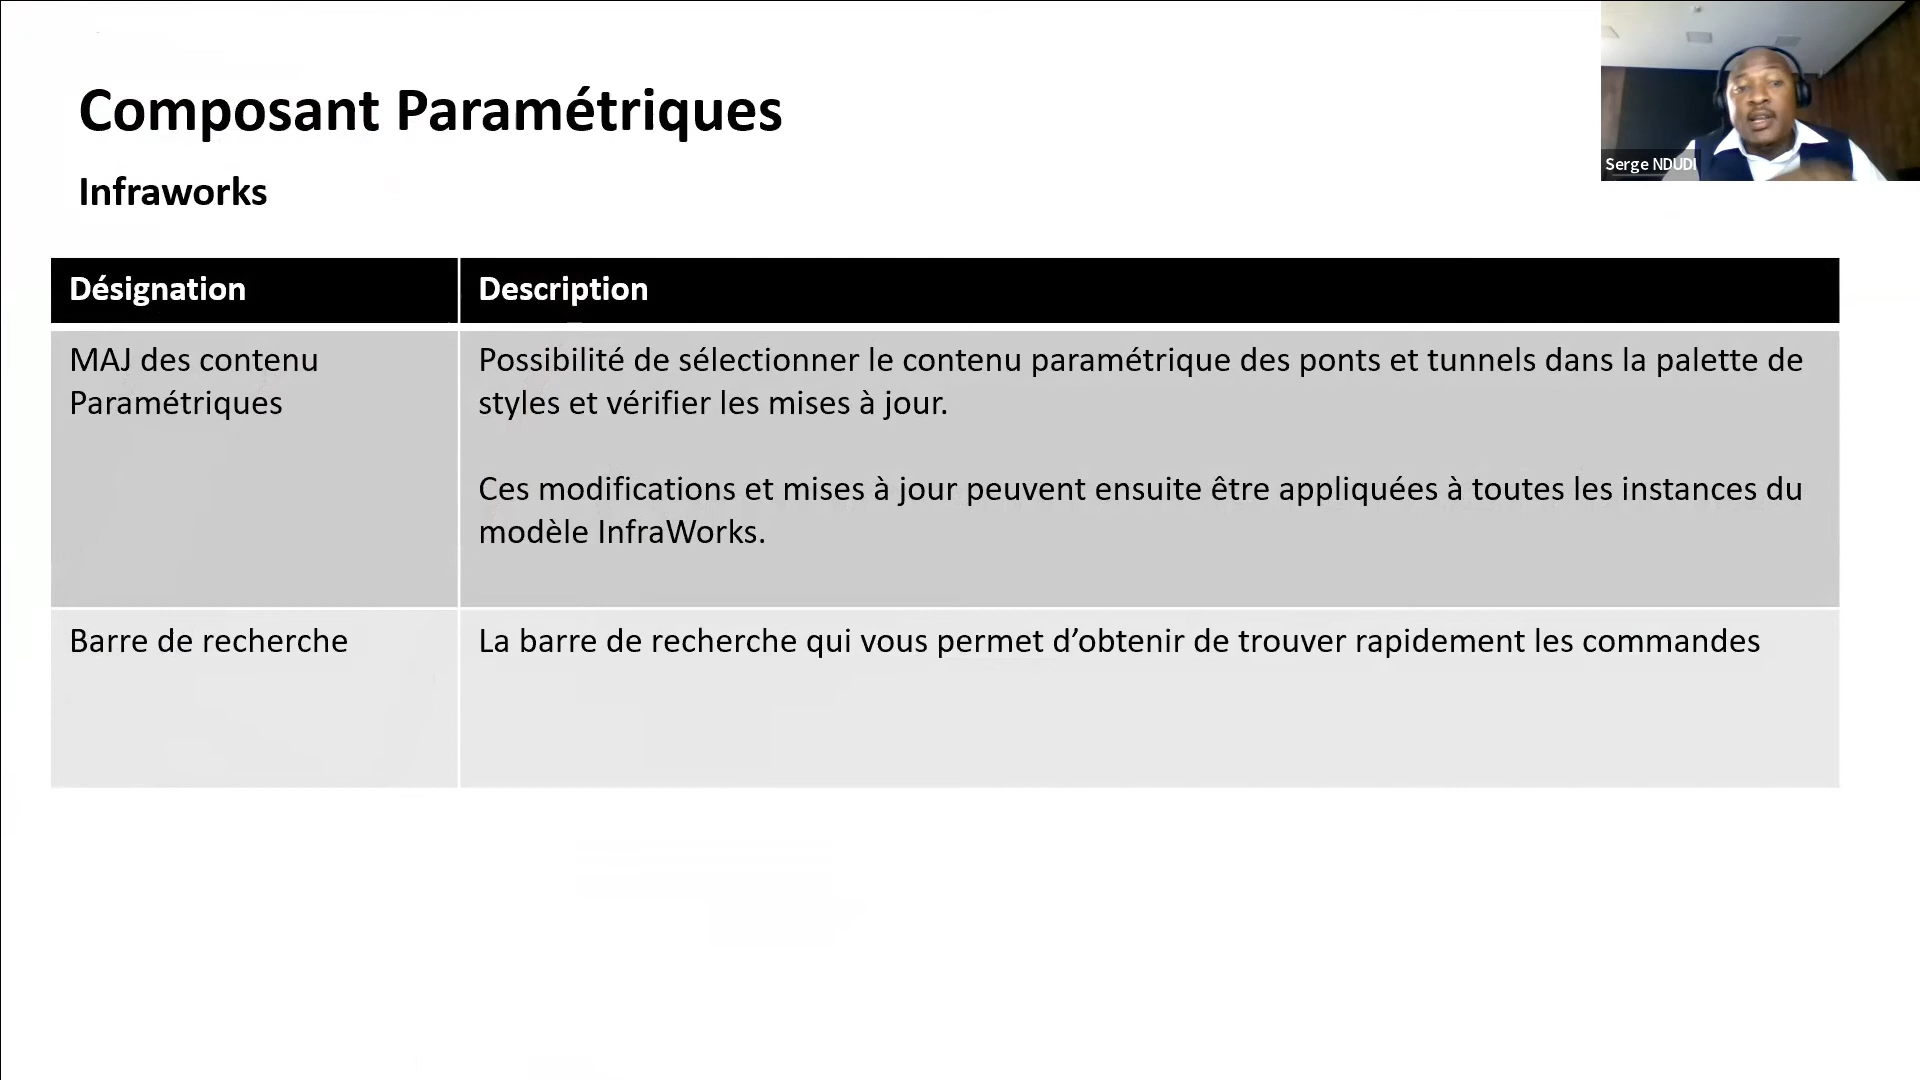 Composant Paramétriques
Infraworks
Serge NDUDI
Désignation
Description
MAJ des contenu
Paramétriques
Possibilité de sélectionner le contenu paramétrique des ponts et tunnels dans la palette de
styles et vérifier les mises à jour.
Ces modifications et mises à jour peuvent ensuite être appliquées à toutes les instances du
modèle InfraWorks.
Barre de recherche
La barre de recherche qui vous permet d’obtenir de trouver rapidement les commandes